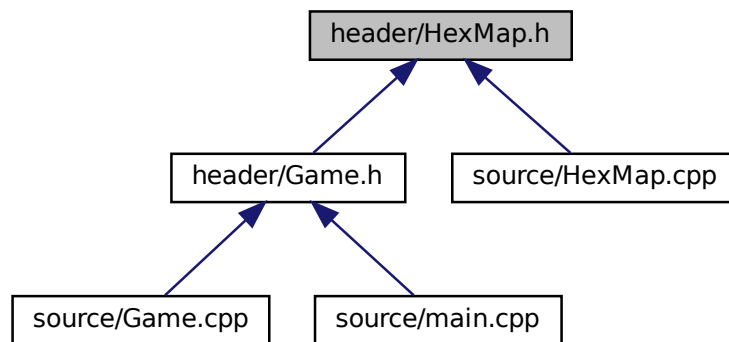 header/HexMap.h
header/Game.h
source/HexMap.cpp
source/Game.cpp
source/main.cpp